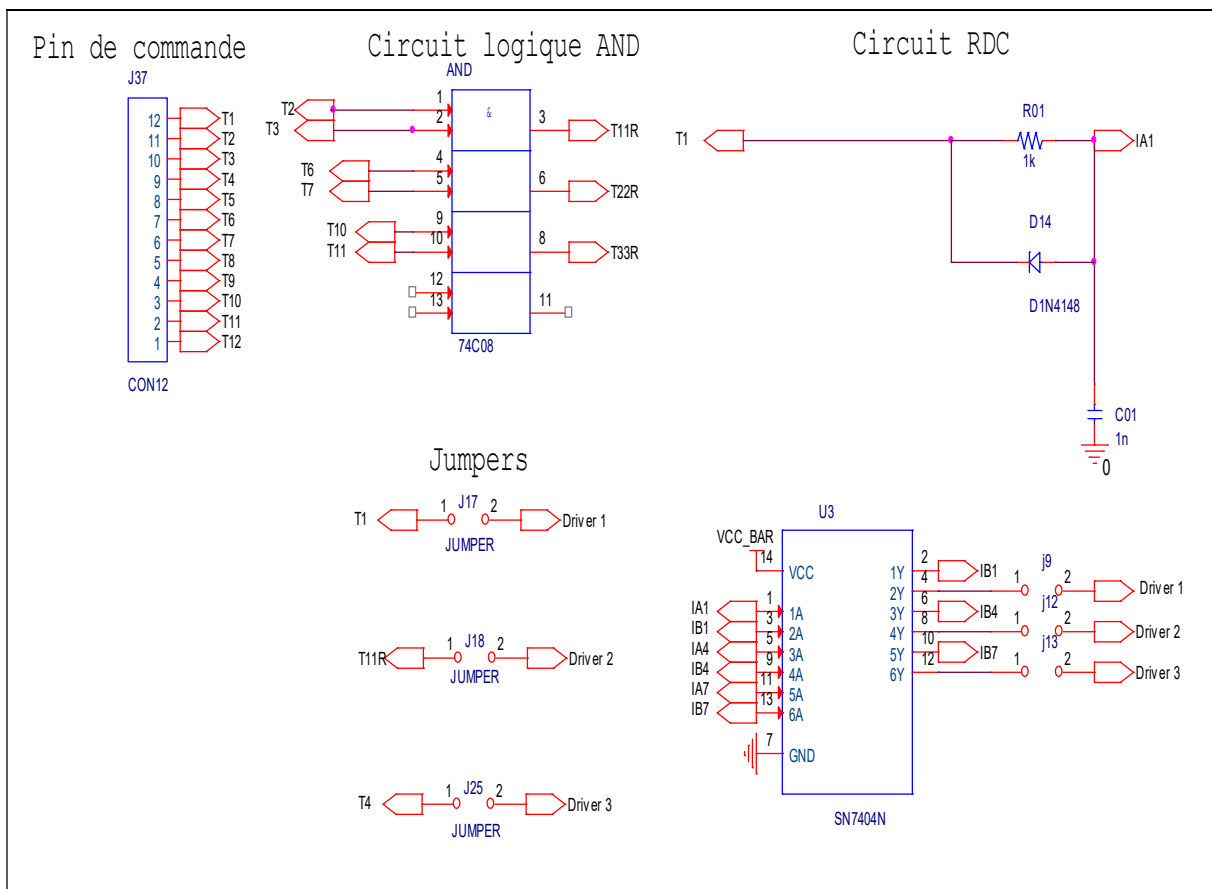 Pin de commande
J37
12 T1
11 T2
10 T3
9 T4
8 T5
7 T6
6 T7
5 T8
4 T9
3 T10
2 T11
1 T12
CON12
Circuit logique AND
AND
T2 1 &
T3 2 3 T11R
T6 4
T7 5 6 T22R
T10 9
T11 10 8 T33R
12
13 11
74C08
Circuit RDC
R01
T1 1k IA1
D14
D1N4148
C01
1n
0
Jumpers
J17
T1 1 2 Driver 1
JUMPER
J18
T11R 1 2 Driver 2
JUMPER
J25
T4 1 2 Driver 3
JUMPER
U3
VCC_BAR
14 VCC 1Y 2 IB1
2Y 4 j9 1 2 Driver 1
IA1 1 1A 3Y 6 IB4
IB1 3 2A 4Y 8 j12 1 2 Driver 2
IA4 5 3A 5Y 10 IB7
IB4 9 4A 6Y 12 j13 1 2 Driver 3
IA7 11 5A
IB7 13 6A
7 GND
SN7404N